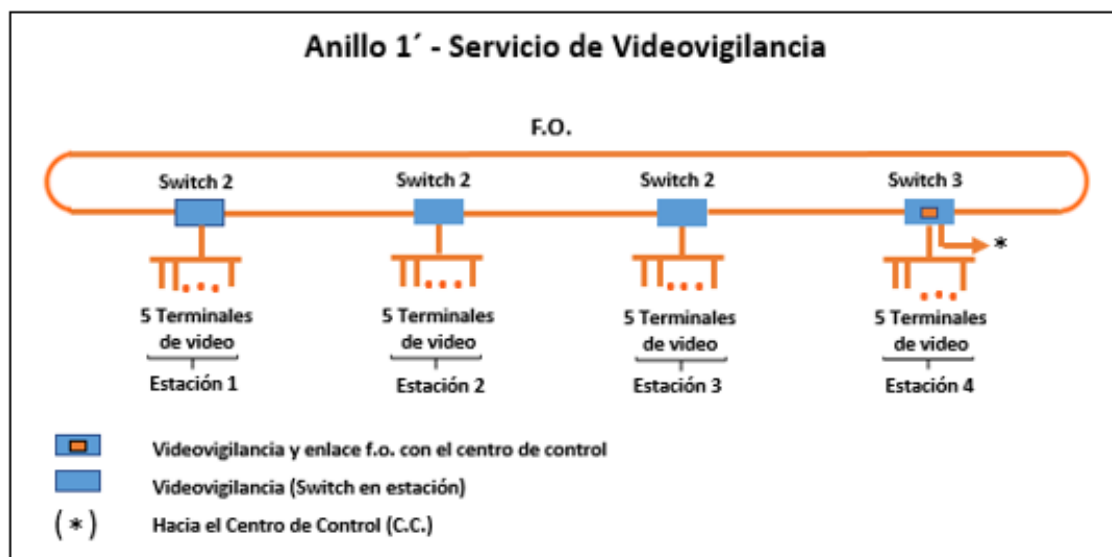 Anillo 1´ - Servicio de Videovigilancia
F.O.
Switch 2
Switch 2
Switch 2
Switch 3
*
5 Terminales
de video
Estación 1
5 Terminales
de video
Estación 2
5 Terminales
de video
Estación 3
5 Terminales
de video
Estación 4
Videovigilancia y enlace f.o. con el centro de control
Videovigilancia (Switch en estación)
(*) Hacia el Centro de Control (C.C.)